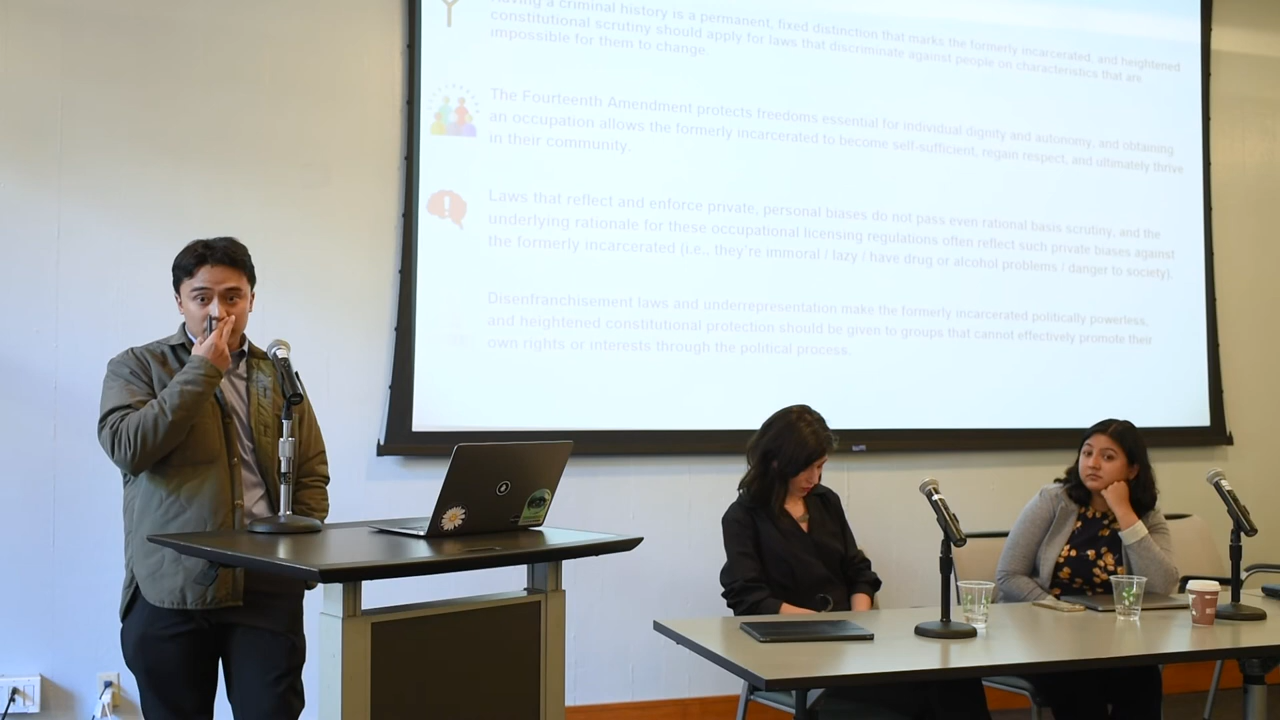 Having a criminal history is a permanent, fixed distinction that marks the formerly incarcerated, and heightened
constitutional scrutiny should apply for laws that discriminate against people on characteristics that are
impossible for them to change.
The Fourteenth Amendment protects freedoms essential for individual dignity and autonomy, and obtaining
an occupation allows the formerly incarcerated to become self-sufficient, regain respect, and ultimately thrive
in their community.
Laws that reflect and enforce private, personal biases do not pass even rational basis scrutiny, and the
underlying rationale for these occupational licensing regulations often reflect such private biases against
the formerly incarcerated (i.e., they're immoral / lazy / have drug or alcohol problems / danger to society).
Disenfranchisement laws and underrepresentation make the formerly incarcerated politically powerless,
and heightened constitutional protection should be given to groups that cannot effectively promote their
own rights or interests through the political process.